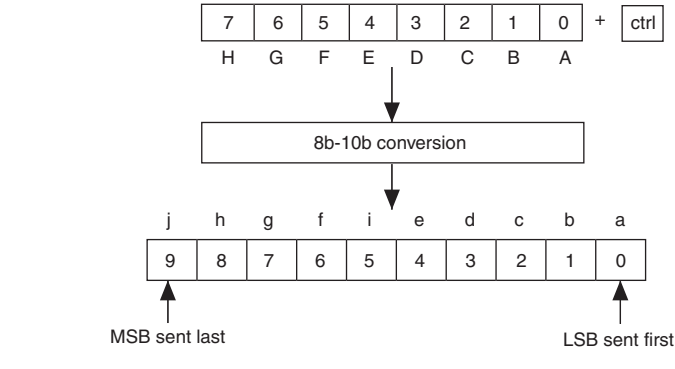 7 6 5 4 3 2 1 0 + ctrl
H G F E D C B A
8b-10b conversion
j h g f i e d c b a
9 8 7 6 5 4 3 2 1 0
MSB sent last LSB sent first